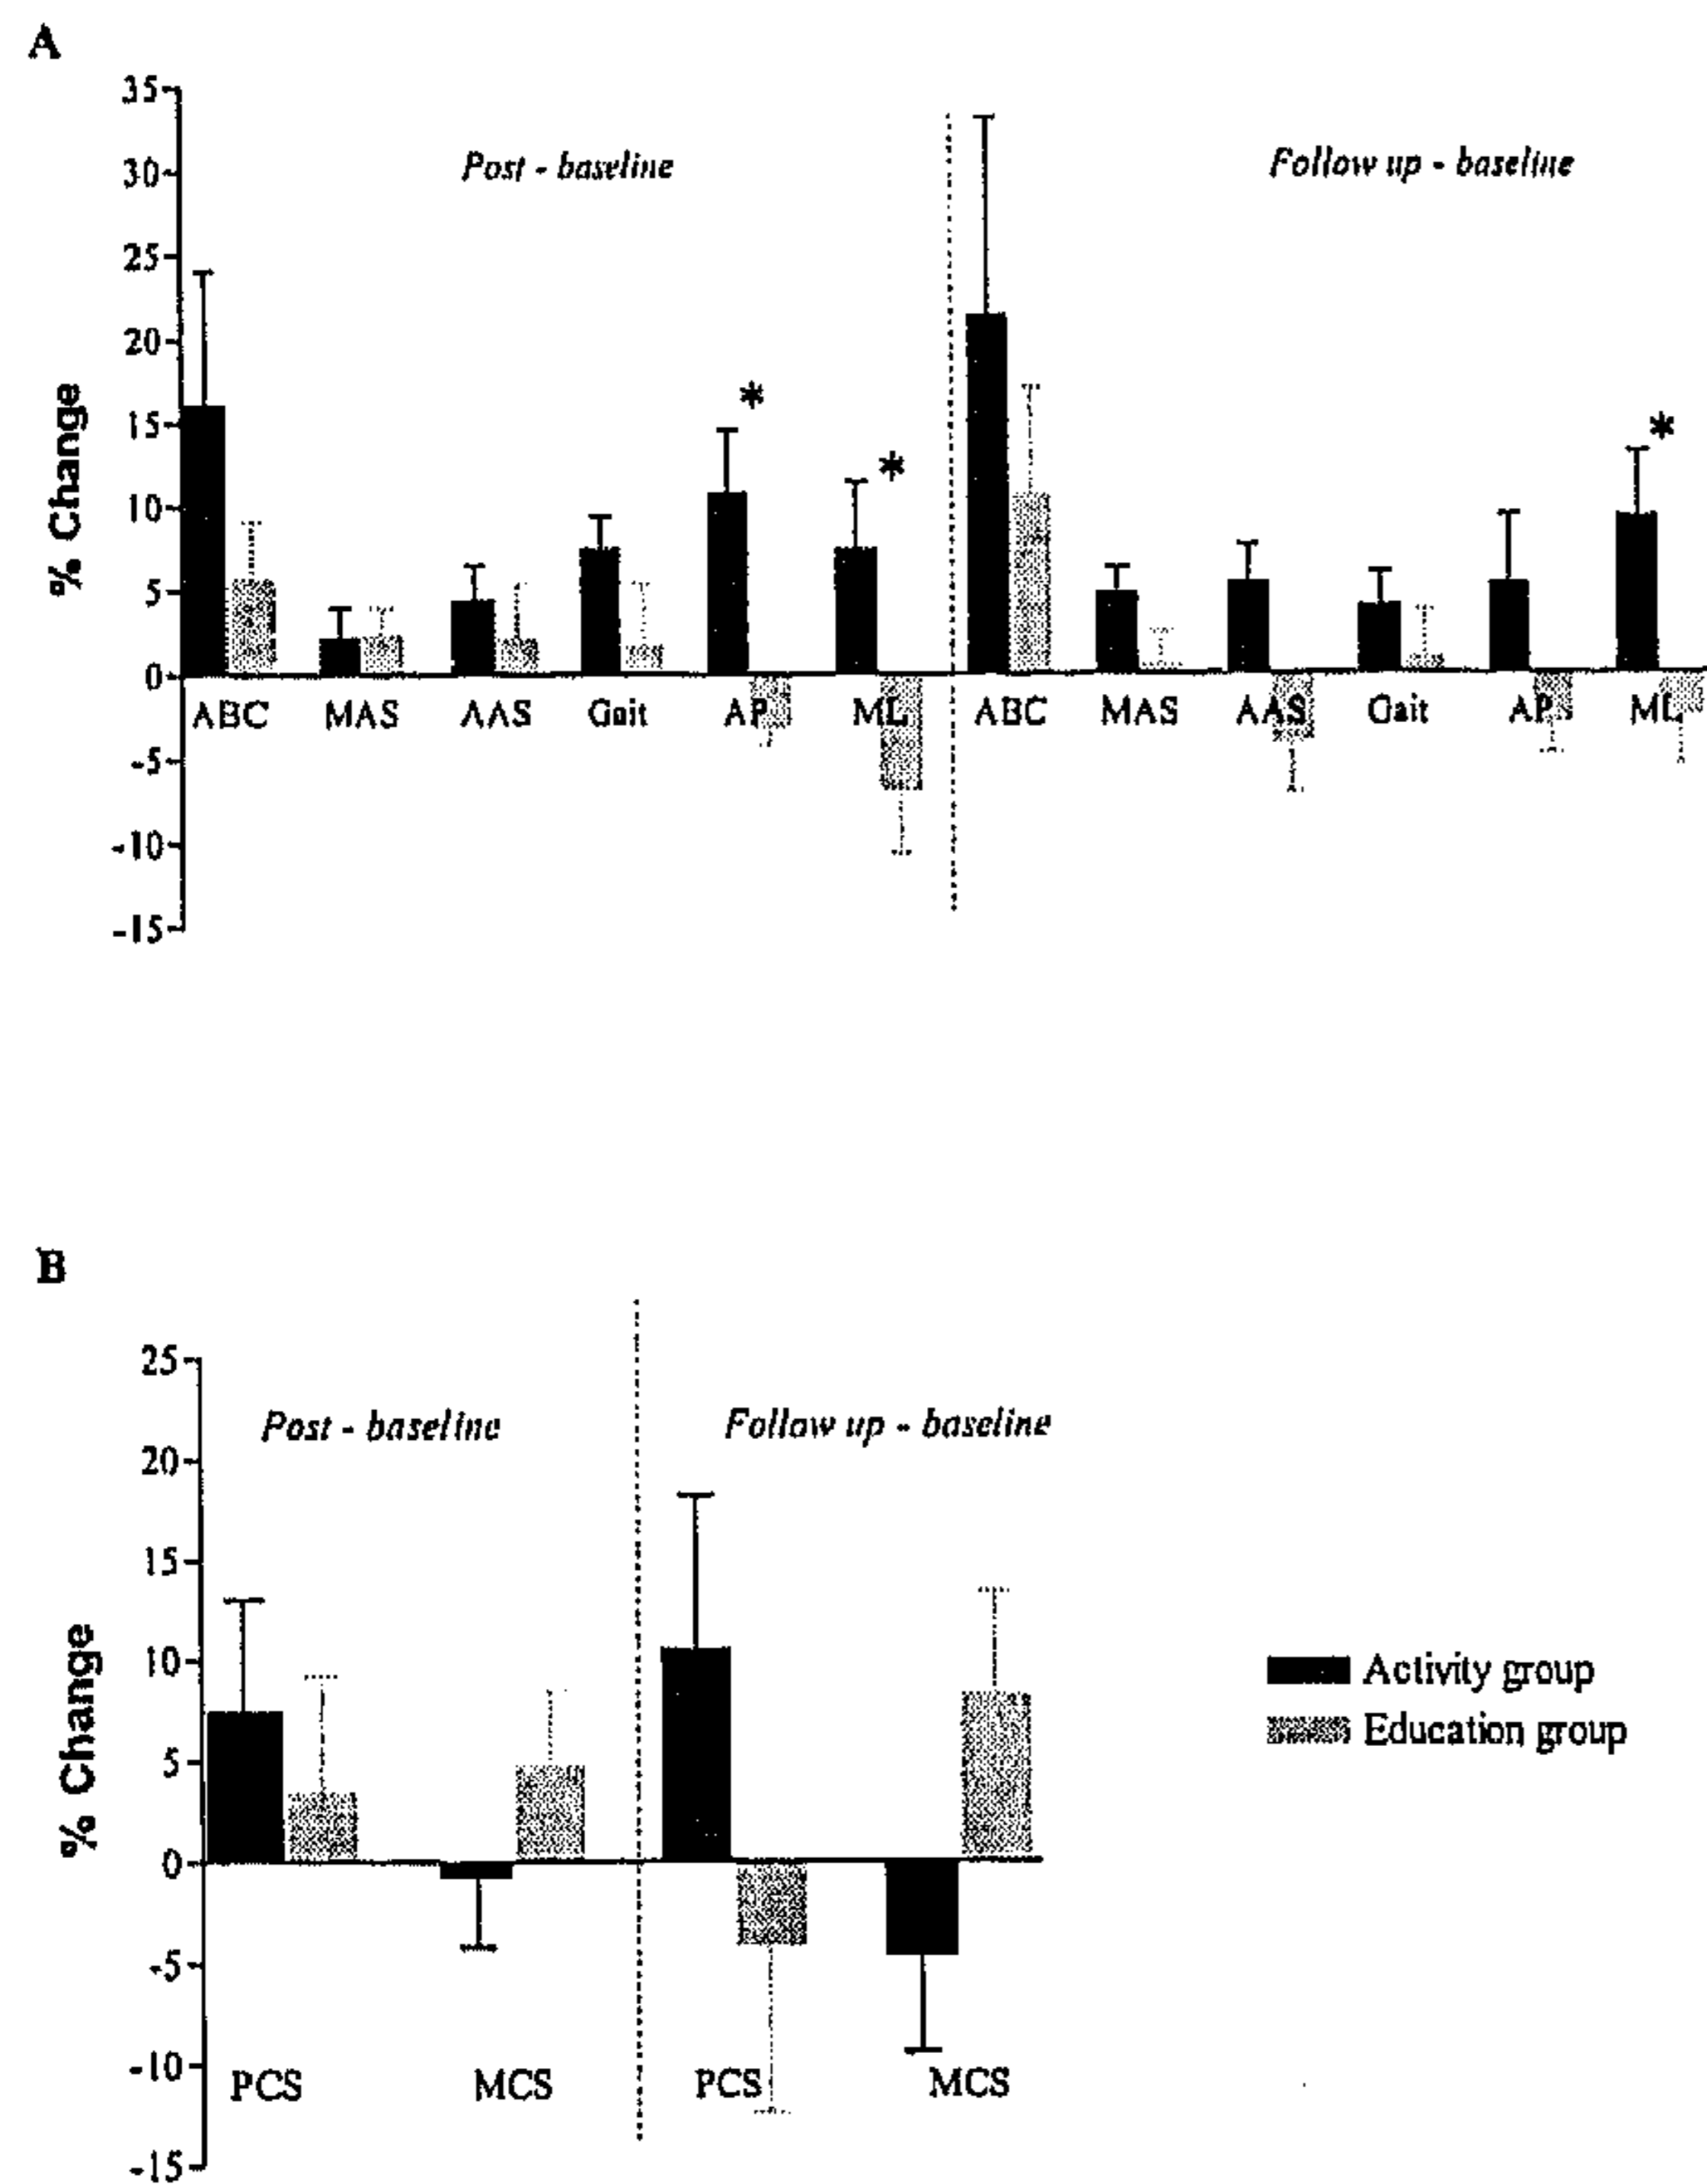 A
35
30
25
20
15
10
5
0
-5
-10
-15
% Change
Post - baseline
Follow up - baseline
*
*
*
ABC MAS AAS Gait AP ML ABC MAS AAS Gait AP ML
B
25
20
15
10
5
0
-5
-10
-15
% Change
Post - baseline
Follow up - baseline
PCS MCS PCS MCS
Activity group
Education group